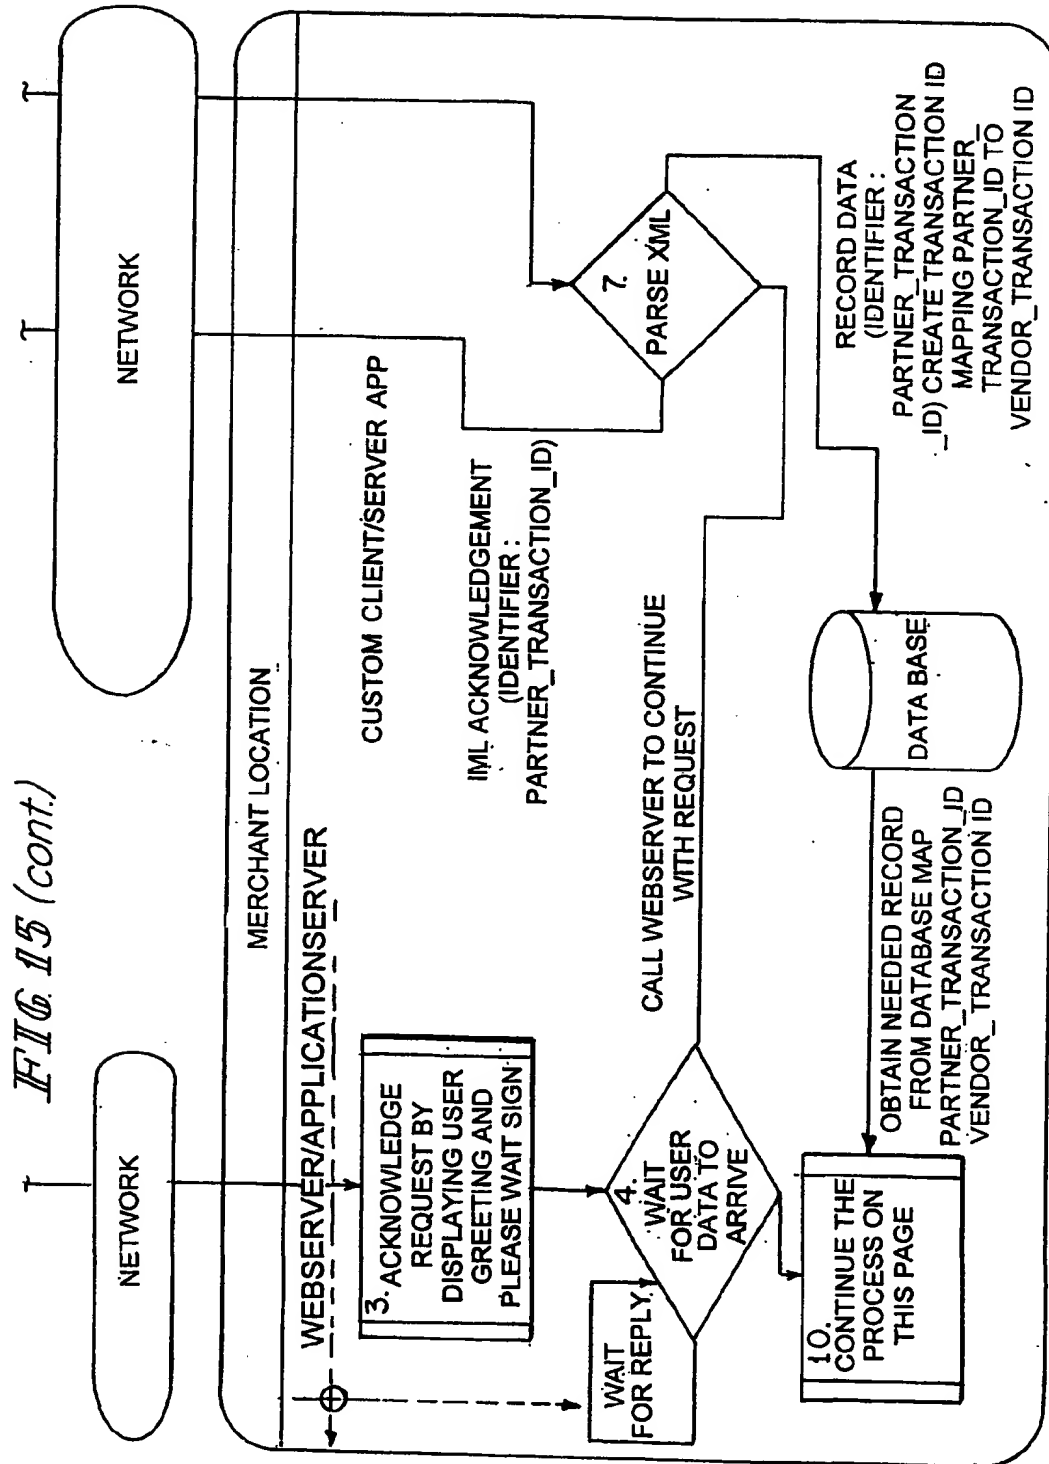 FIG. 15 (cont.)
NETWORK
NETWORK
MERCHANT LOCATION
WEBSERVER/APPLICATIONSERVER
CUSTOM CLIENT/SERVER APP
3. ACKNOWLEDGE
REQUEST BY
DISPLAYING USER
GREETING AND
PLEASE WAIT SIGN
IML ACKNOWLEDGEMENT
(IDENTIFIER :
PARTNER_TRANSACTION_ID)
7.
PARSE XML
WAIT
FOR REPLY.
4.
WAIT
FOR USER
DATA TO
ARRIVE
CALL WEBSERVER TO CONTINUE
WITH REQUEST
RECORD DATA
(IDENTIFIER :
PARTNER_TRANSACTION
_ID) CREATE TRANSACTION ID
MAPPING PARTNER_
TRANSACTION_ID TO
VENDOR_TRANSACTION ID
10.
CONTINUE THE
PROCESS ON
THIS PAGE
OBTAIN NEEDED RECORD
FROM DATABASE MAP
PARTNER_TRANSACTION_ID
VENDOR_TRANSACTION ID
DATA BASE